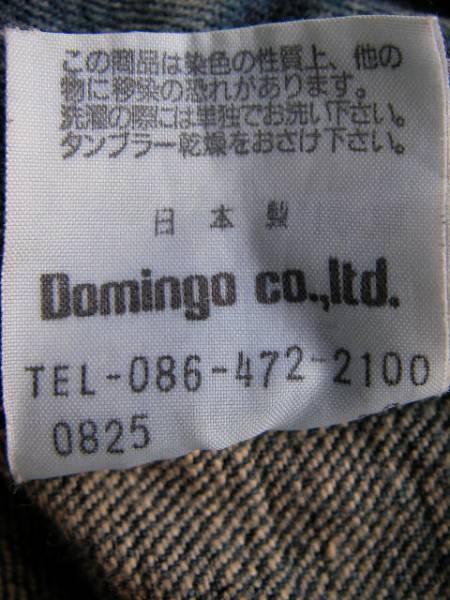 この商品は染色の性質上、他の
物に移染の恐れがあります。
洗濯の際には単独でお洗い下さい。
タンブラー乾燥をおさけ下さい。
日本製
Domingo co.,ltd.
TEL-086-472-2100
0825